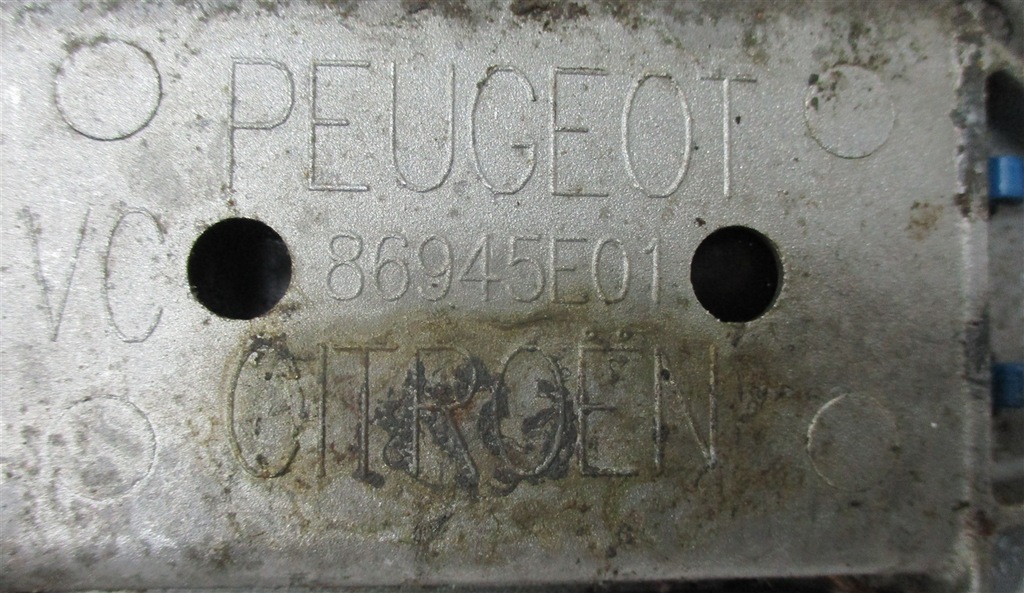 PEUGEOT
VC
86945E01
CITROËN